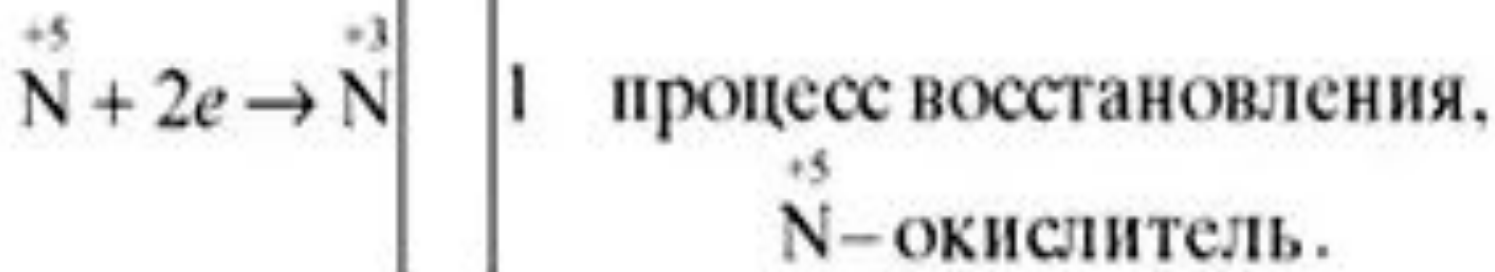 +5 +3
N + 2e → N | | 1 процесс восстановления,
+5
N – окислитель.